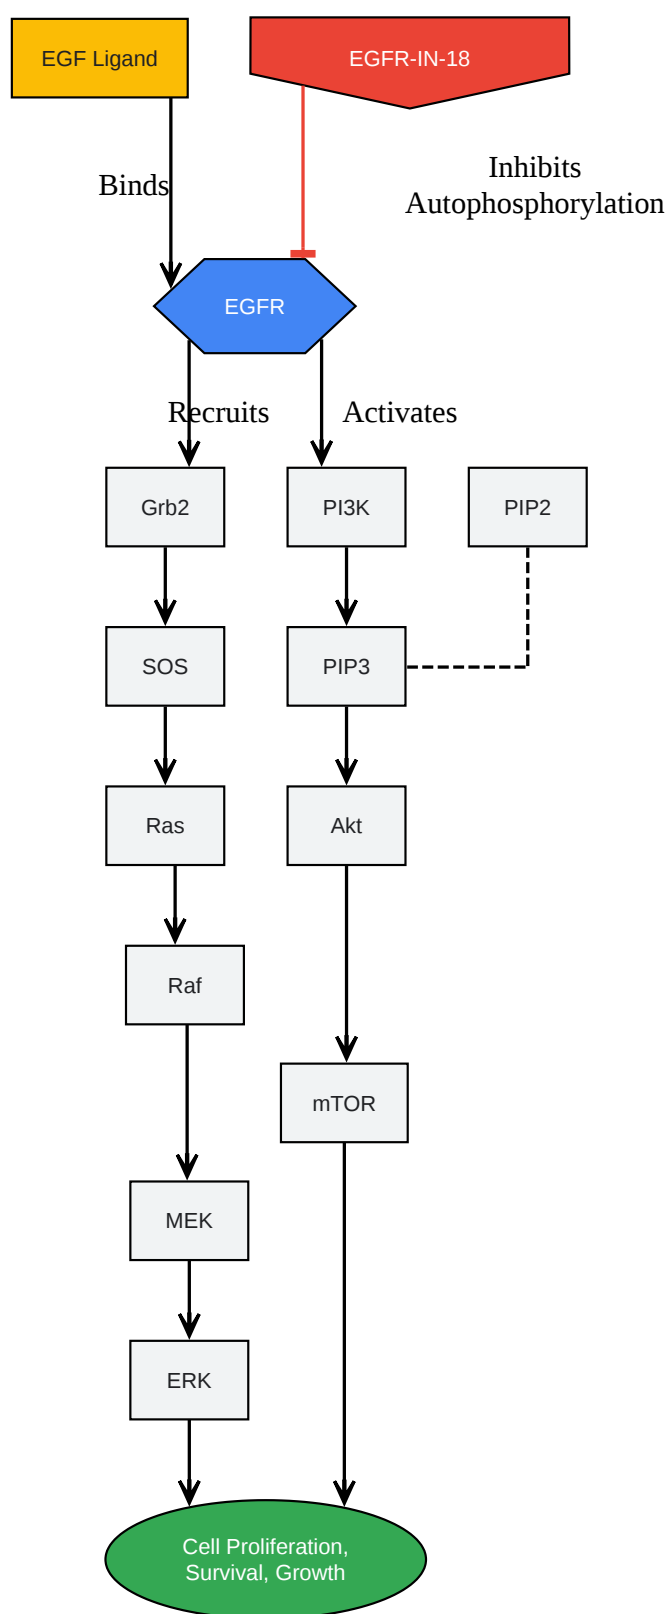 EGF Ligand
EGFR-IN-18
Binds
Inhibits
Autophosphorylation
EGFR
Recruits
Activates
Grb2
PI3K
PIP2
SOS
PIP3
Ras
Akt
Raf
mTOR
MEK
ERK
Cell Proliferation,
Survival, Growth